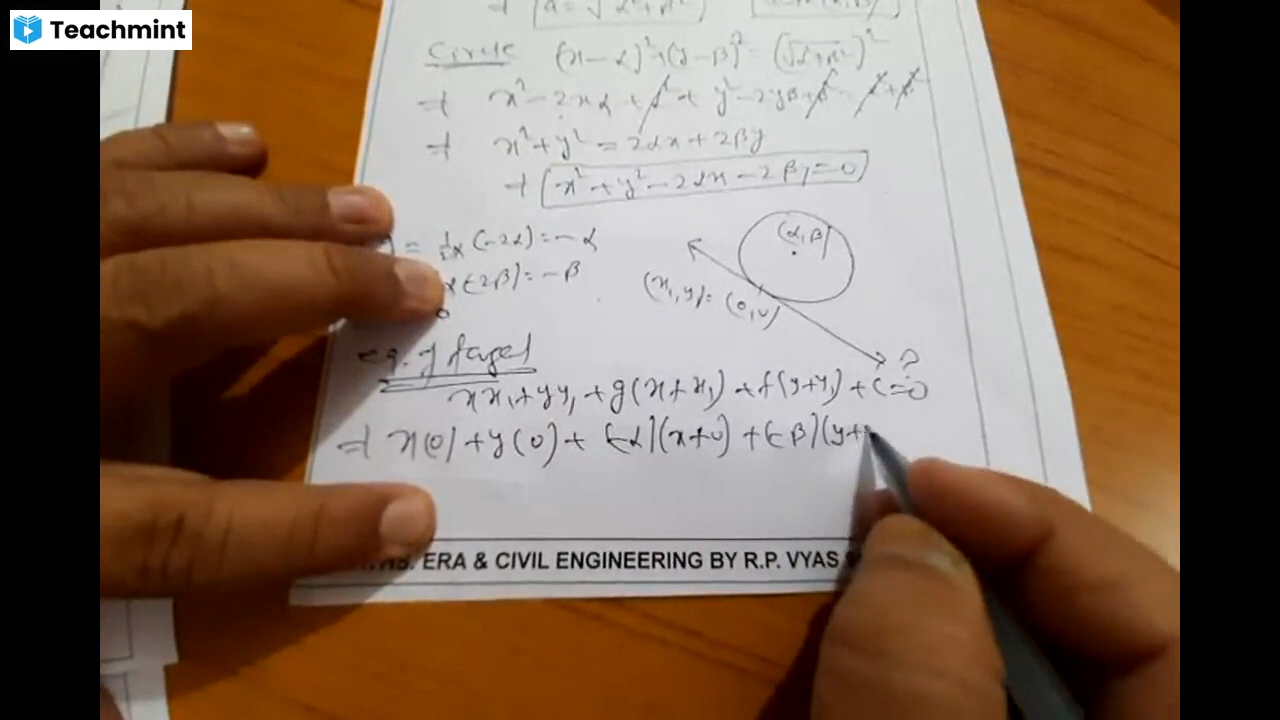 Teachmint
Circle (x-α)²+(y-β)² = (√α²+β²)²
⇒ x²-2xα+α²+y²-2yβ+β² = α²+β²
⇒ x²+y² = 2αx+2βy
⇒ x²+y²-2αx-2βy=0
= ½x(-2α) = -α
x(-2β) = -β
(α,β)
(x₁,y₁) = (0,0)
?
eq. of
xx₁+yy₁+g(x+x₁)+f(y+y₁)+c=0
⇒ x(0)+y(0)+(-α)(x+0)+(-β)(y+
ERA & CIVIL ENGINEERING BY R.P. VYAS